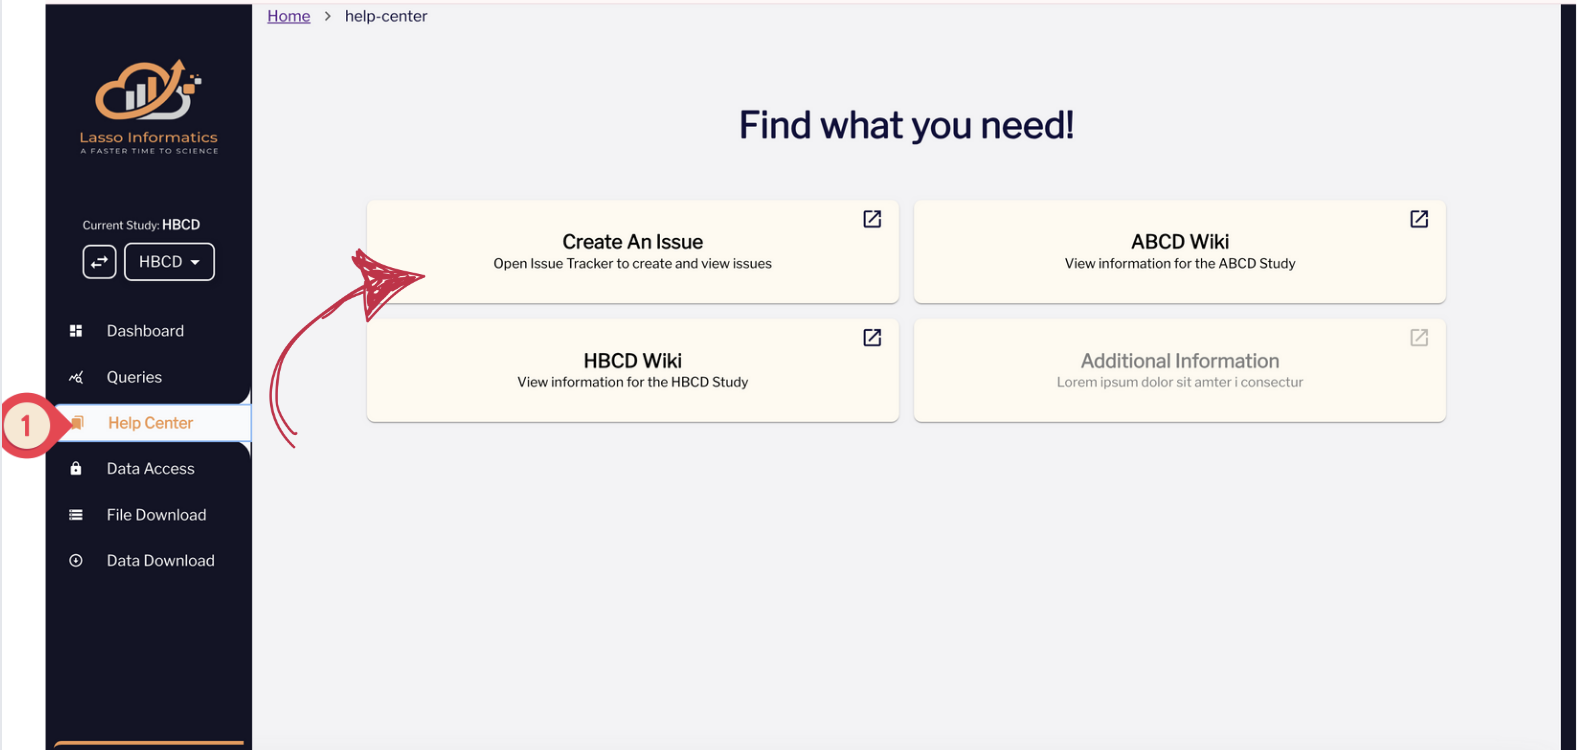 Home > help-center
Lasso Informatics
A FASTER TIME TO SCIENCE
Current Study: HBCD
HBCD
Dashboard
Queries
1
Help Center
Data Access
File Download
Data Download
Find what you need!
Create An Issue
Open Issue Tracker to create and view issues
ABCD Wiki
View information for the ABCD Study
HBCD Wiki
View information for the HBCD Study
Additional Information
Lorem ipsum dolor sit amter i consectur